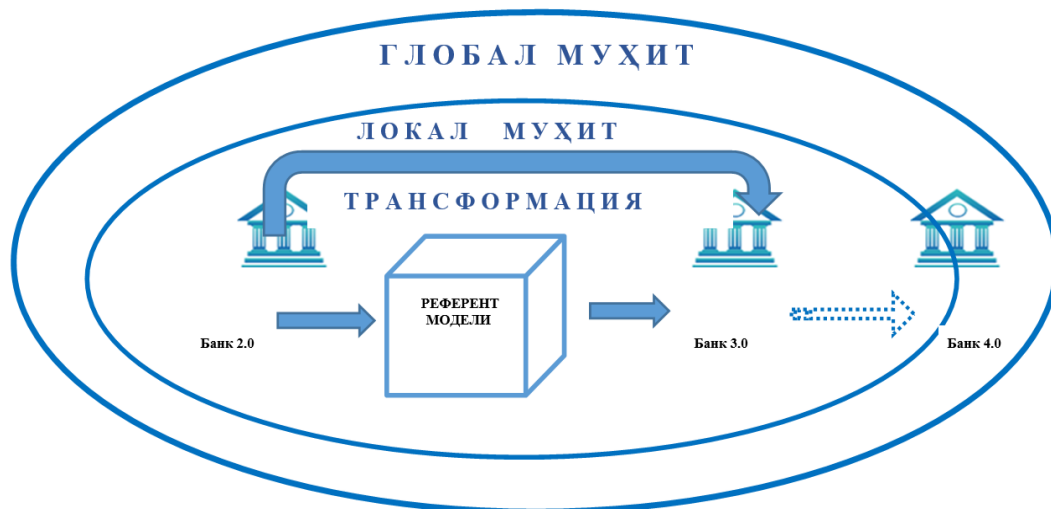 ГЛОБАЛ МУҲИТ
ЛОКАЛ МУҲИТ
ТРАНСФОРМАЦИЯ
РЕФЕРЕНТ
МОДЕЛИ
Банк 2.0
Банк 3.0
Банк 4.0